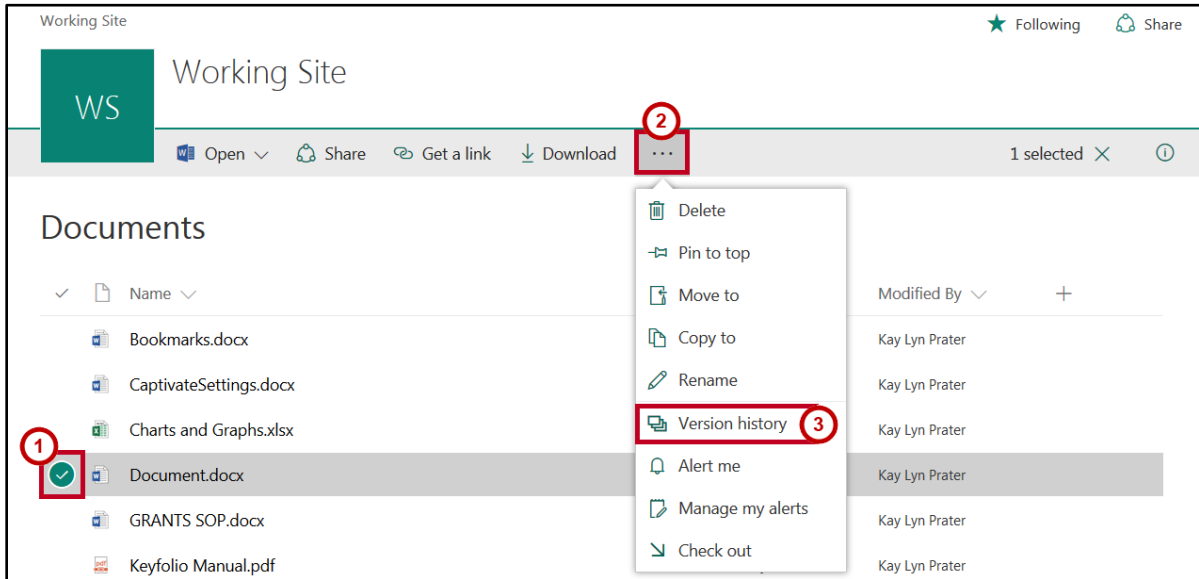 Working Site
Following
Share
WS
Working Site
2
Open
Share
Get a link
Download
...
1 selected
Documents
Delete
Pin to top
Move to
Copy to
Rename
Version history 3
Alert me
Manage my alerts
Check out
Name
Modified By
Bookmarks.docx
Kay Lyn Prater
CaptivateSettings.docx
Kay Lyn Prater
Charts and Graphs.xlsx
Kay Lyn Prater
1
Document.docx
Kay Lyn Prater
GRANTS SOP.docx
Kay Lyn Prater
Keyfolio Manual.pdf
Kay Lyn Prater